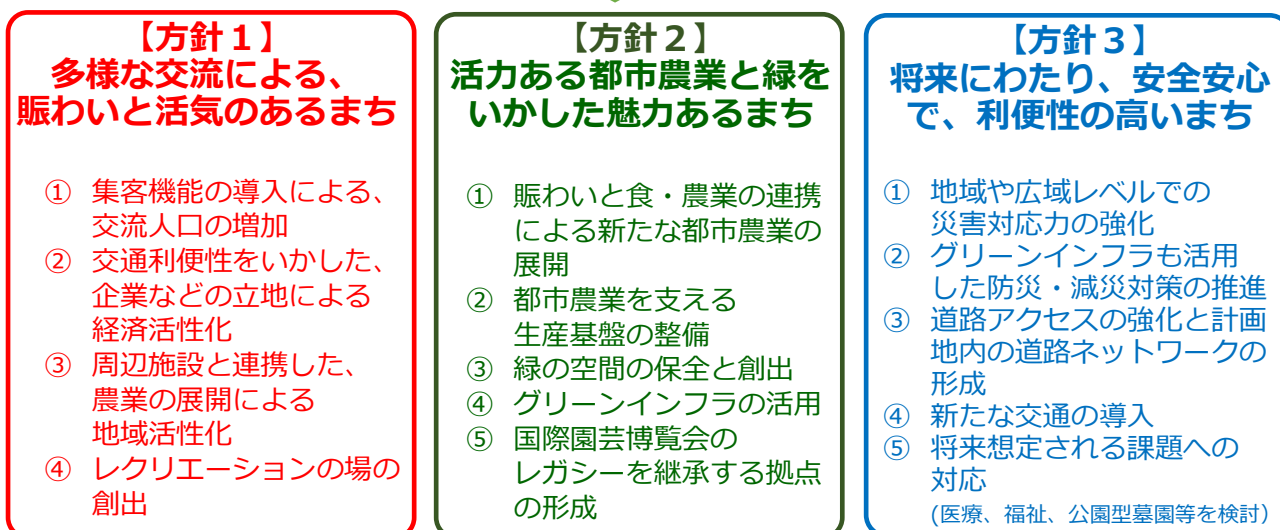 【方針１】
多様な交流による、
賑わいと活気のあるまち
① 集客機能の導入による、
交流人口の増加
② 交通利便性をいかした、
企業などの立地による
経済活性化
③ 周辺施設と連携した、
農業の展開による
地域活性化
④ レクリエーションの場の
創出
【方針２】
活力ある都市農業と緑を
いかした魅力あるまち
① 賑わいと食・農業の連携
による新たな都市農業の
展開
② 都市農業を支える
生産基盤の整備
③ 緑の空間の保全と創出
④ グリーンインフラの活用
⑤ 国際園芸博覧会の
レガシーを継承する拠点
の形成
【方針３】
将来にわたり、安全安心
で、利便性の高いまち
① 地域や広域レベルでの
災害対応力の強化
② グリーンインフラも活用
した防災・減災対策の推進
③ 道路アクセスの強化と計画
地内の道路ネットワークの
形成
④ 新たな交通の導入
⑤ 将来想定される課題への
対応
(医療、福祉、公園型墓園等を検討）